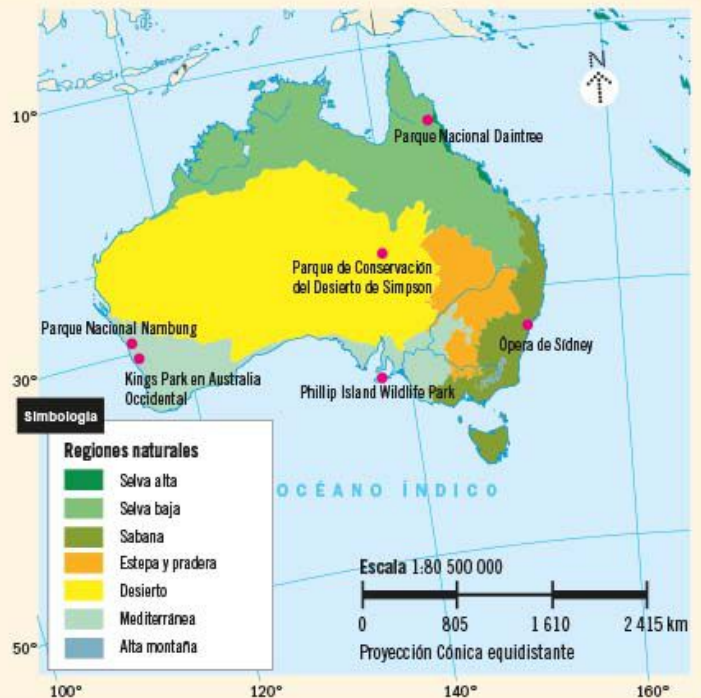 N
10°
Parque Nacional Daintree
Parque de Conservación
del Desierto de Simpson
Parque Nacional Nambung
Ópera de Sídney
30°
Kings Park en Australia
Occidental
Phillip Island Wildlife Park
Simbología
Regiones naturales
Selva alta
Selva baja
Sabana
Estepa y pradera
Desierto
Mediterránea
Alta montaña
OCÉANO ÍNDICO
Escala 1:80 500 000
0 805 1 610 2 415 km
Proyección Cónica equidistante
50°
100° 120° 140° 160°